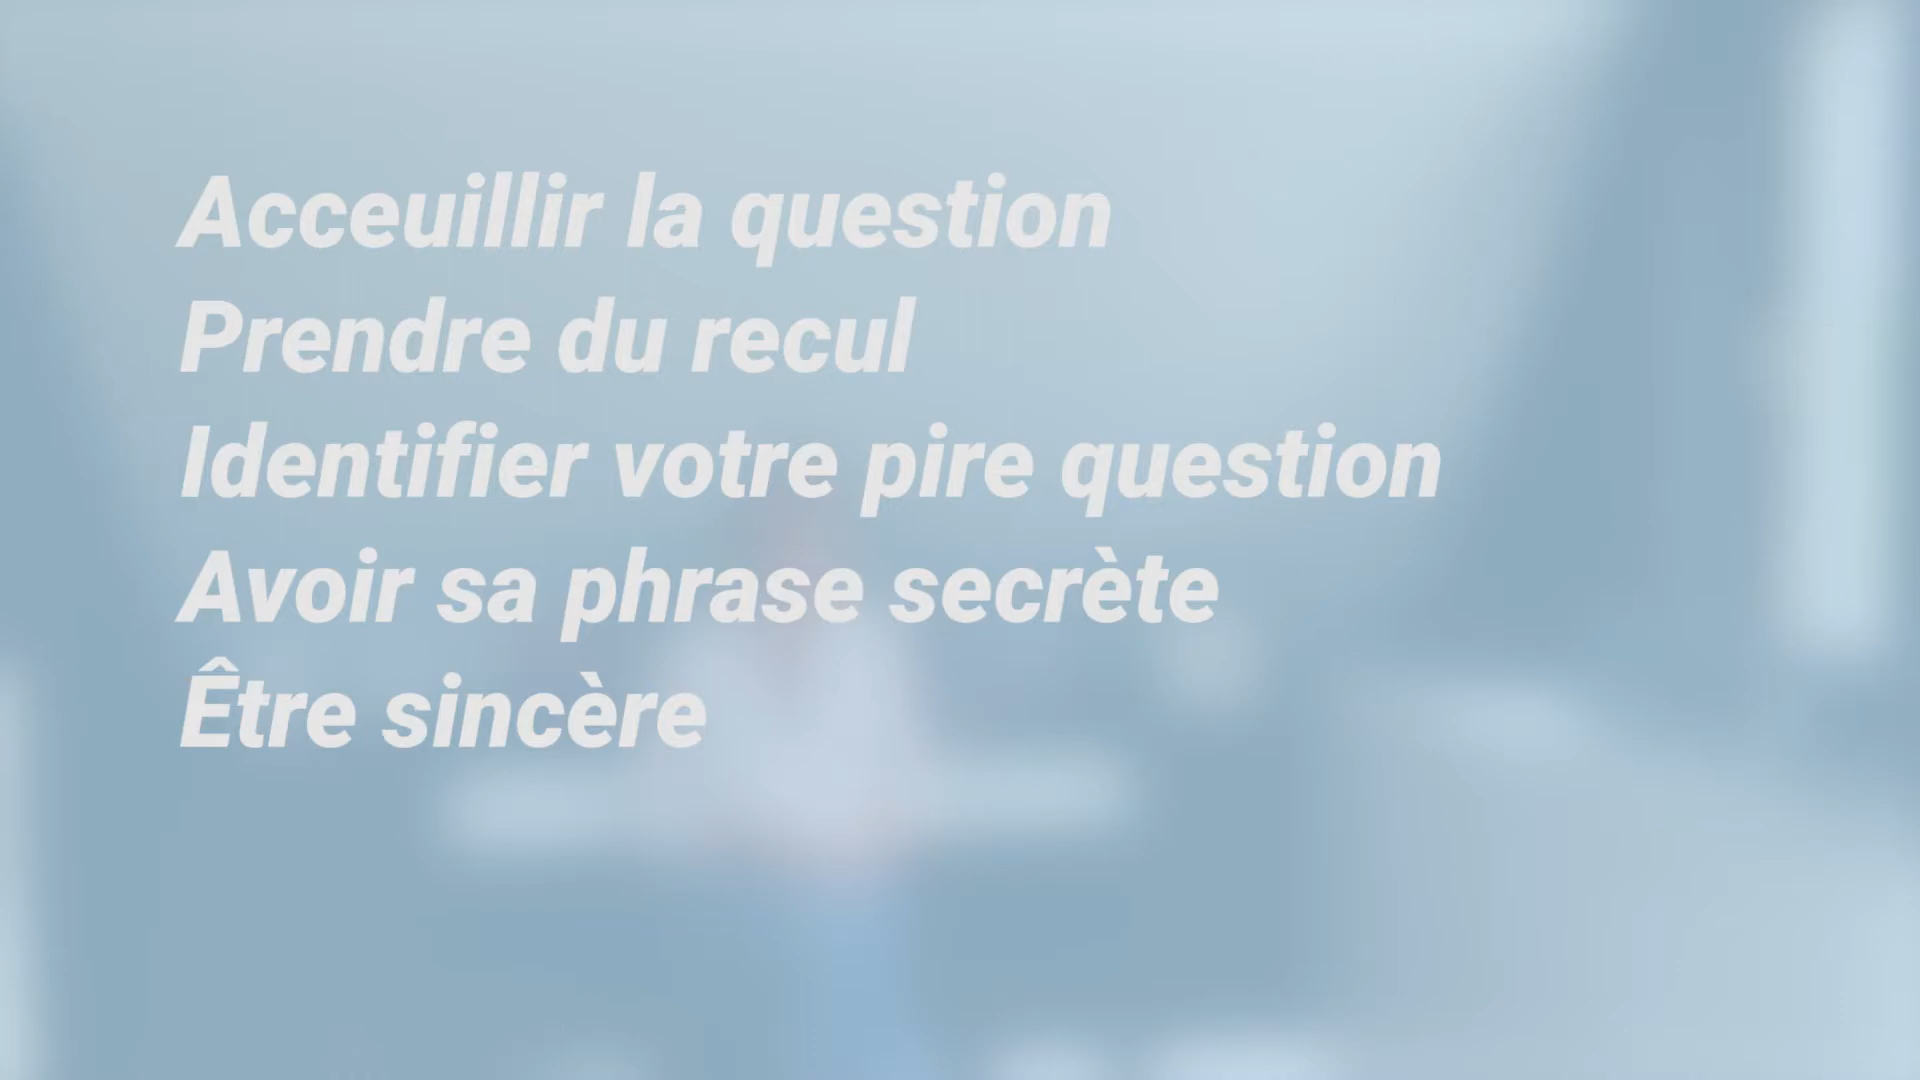 Acceuillir la question
Prendre du recul
Identifier votre pire question
Avoir sa phrase secrète
Être sincère